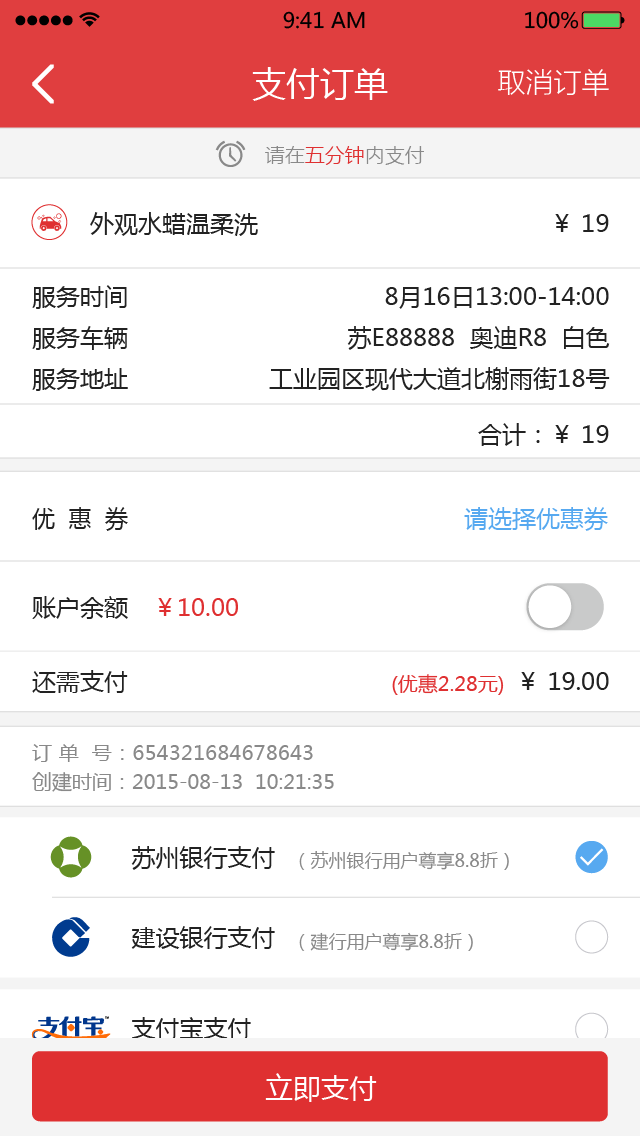 9:41 AM 100%
支付订单 取消订单
请在五分钟内支付
外观水蜡温柔洗 ¥ 19
服务时间 8月16日13:00-14:00
服务车辆 苏E88888 奥迪R8 白色
服务地址 工业园区现代大道北榭雨街18号
合计：¥ 19
优 惠 券 请选择优惠券
账户余额 ¥10.00
还需支付 (优惠2.28元) ¥ 19.00
订 单 号：654321684678643
创建时间：2015-08-13 10:21:35
苏州银行支付 （苏州银行用户尊享8.8折）
建设银行支付 （建行用户尊享8.8折）
支付宝™ 支付宝支付
立即支付